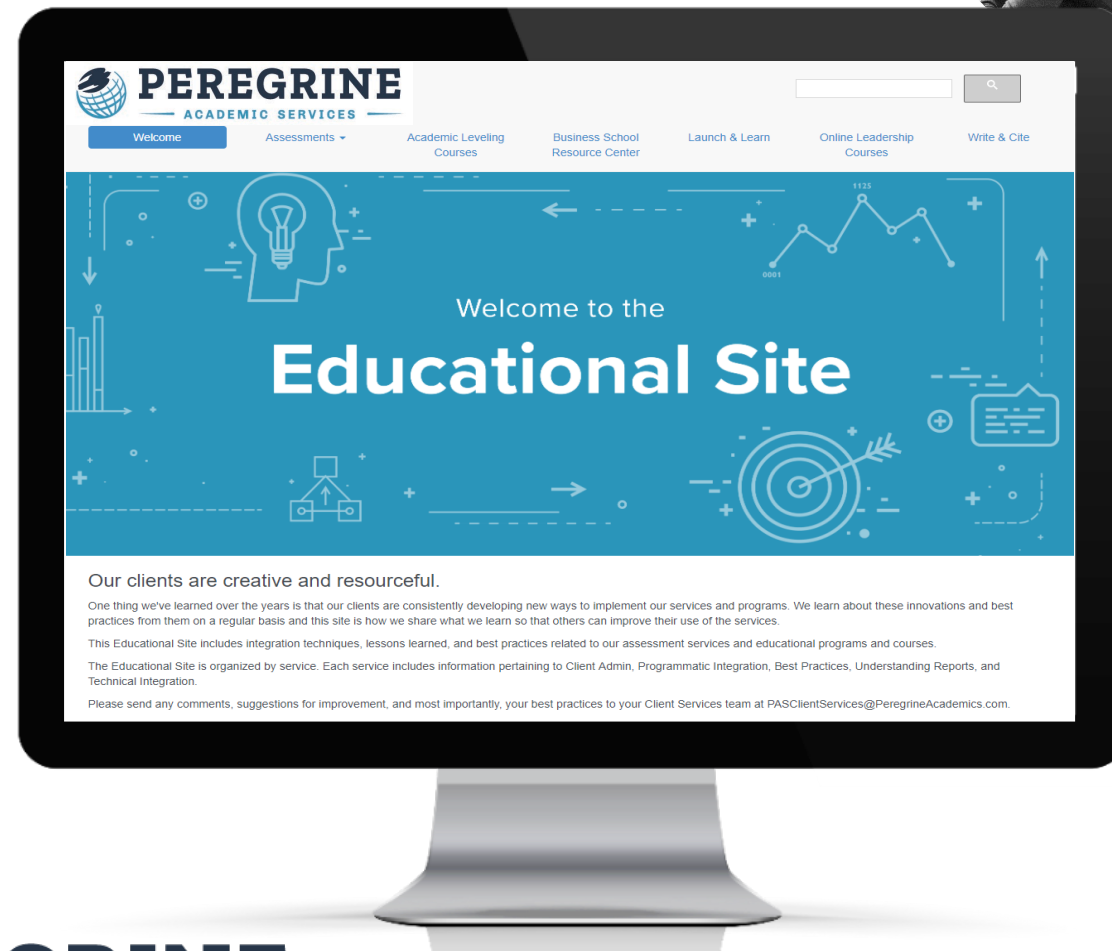 PEREGRINE
ACADEMIC SERVICES
Welcome
Assessments
Academic Leveling
Courses
Business School
Resource Center
Launch & Learn
Online Leadership
Courses
Write & Cite
1125
0001
Welcome to the
Educational Site
Our clients are creative and resourceful.
One thing we've learned over the years is that our clients are consistently developing new ways to implement our services and programs. We learn about these innovations and best
practices from them on a regular basis and this site is how we share what we learn so that others can improve their use of the services.
This Educational Site includes integration techniques, lessons learned, and best practices related to our assessment services and educational programs and courses.
The Educational Site is organized by service. Each service includes information pertaining to Client Admin, Programmatic Integration, Best Practices, Understanding Reports, and
Technical Integration.
Please send any comments, suggestions for improvement, and most importantly, your best practices to your Client Services team at PASClientServices@PeregrineAcademics.com.